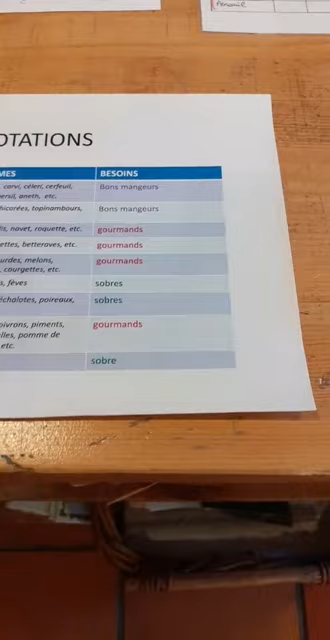 Persil
OTATIONS
MES BESOINS
carvi, céleri, cerfeuil, Bons mangeurs
ersil, aneth, etc.
hicorées, topinambours, Bons mangeurs
is, navet, roquette, etc. gourmands
ettes, betteraves, etc. gourmands
urdes, melons, gourmands
, courgettes, etc.
s, fèves sobres
échalotes, poireaux, sobres
oivrons, piments, gourmands
lles, pomme de
etc.
sobre